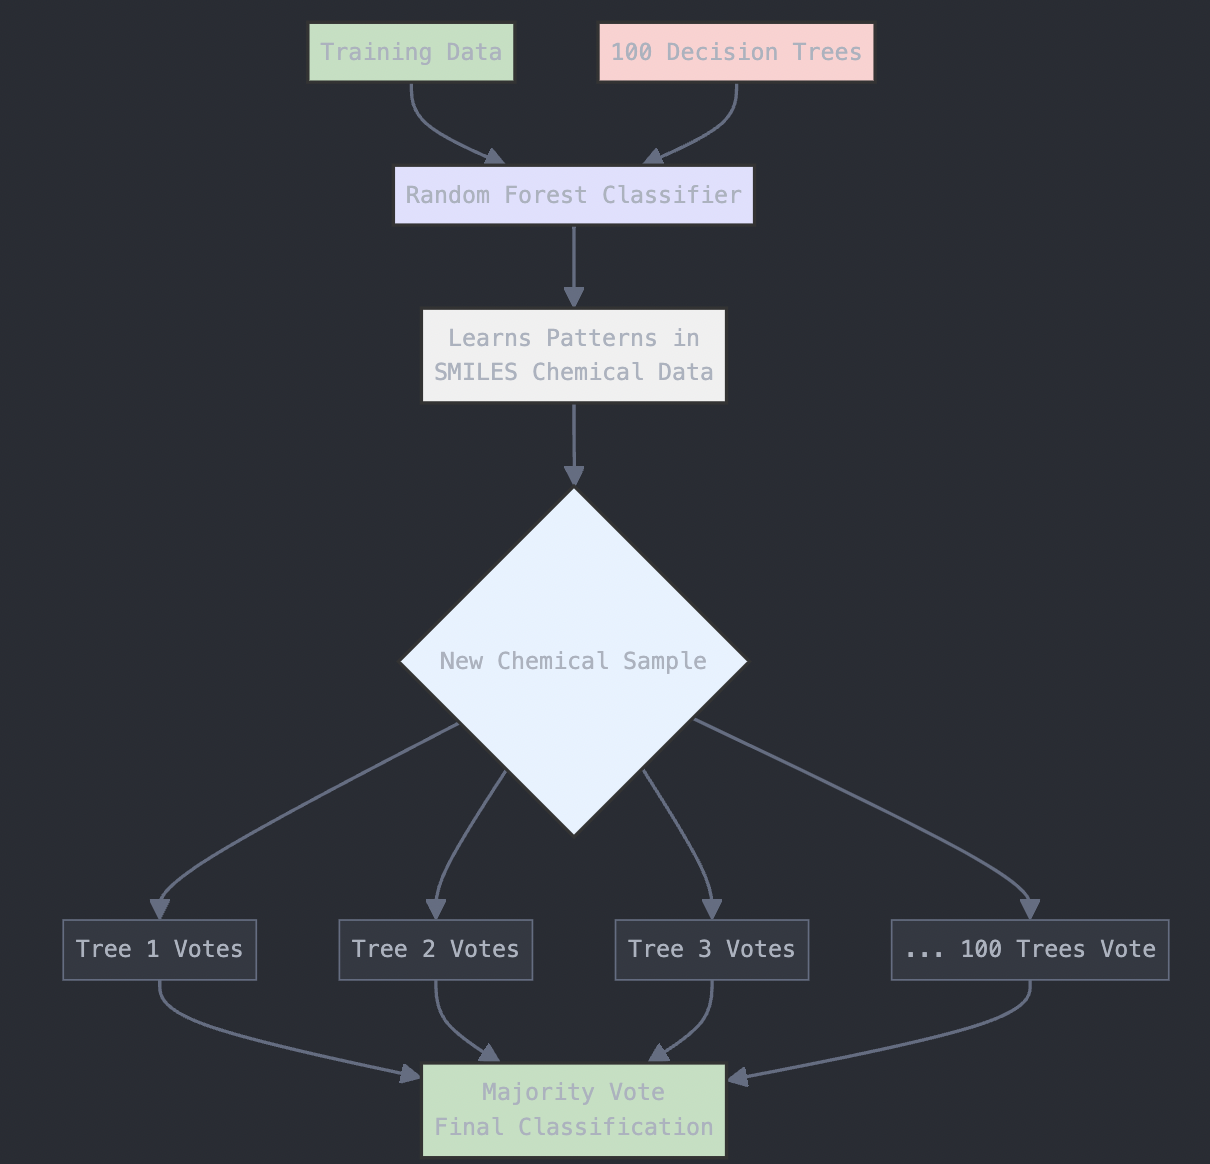 Training Data
100 Decision Trees
Random Forest Classifier
Learns Patterns in
SMILES Chemical Data
New Chemical Sample
Tree 1 Votes
Tree 2 Votes
Tree 3 Votes
... 100 Trees Vote
Majority Vote
Final Classification